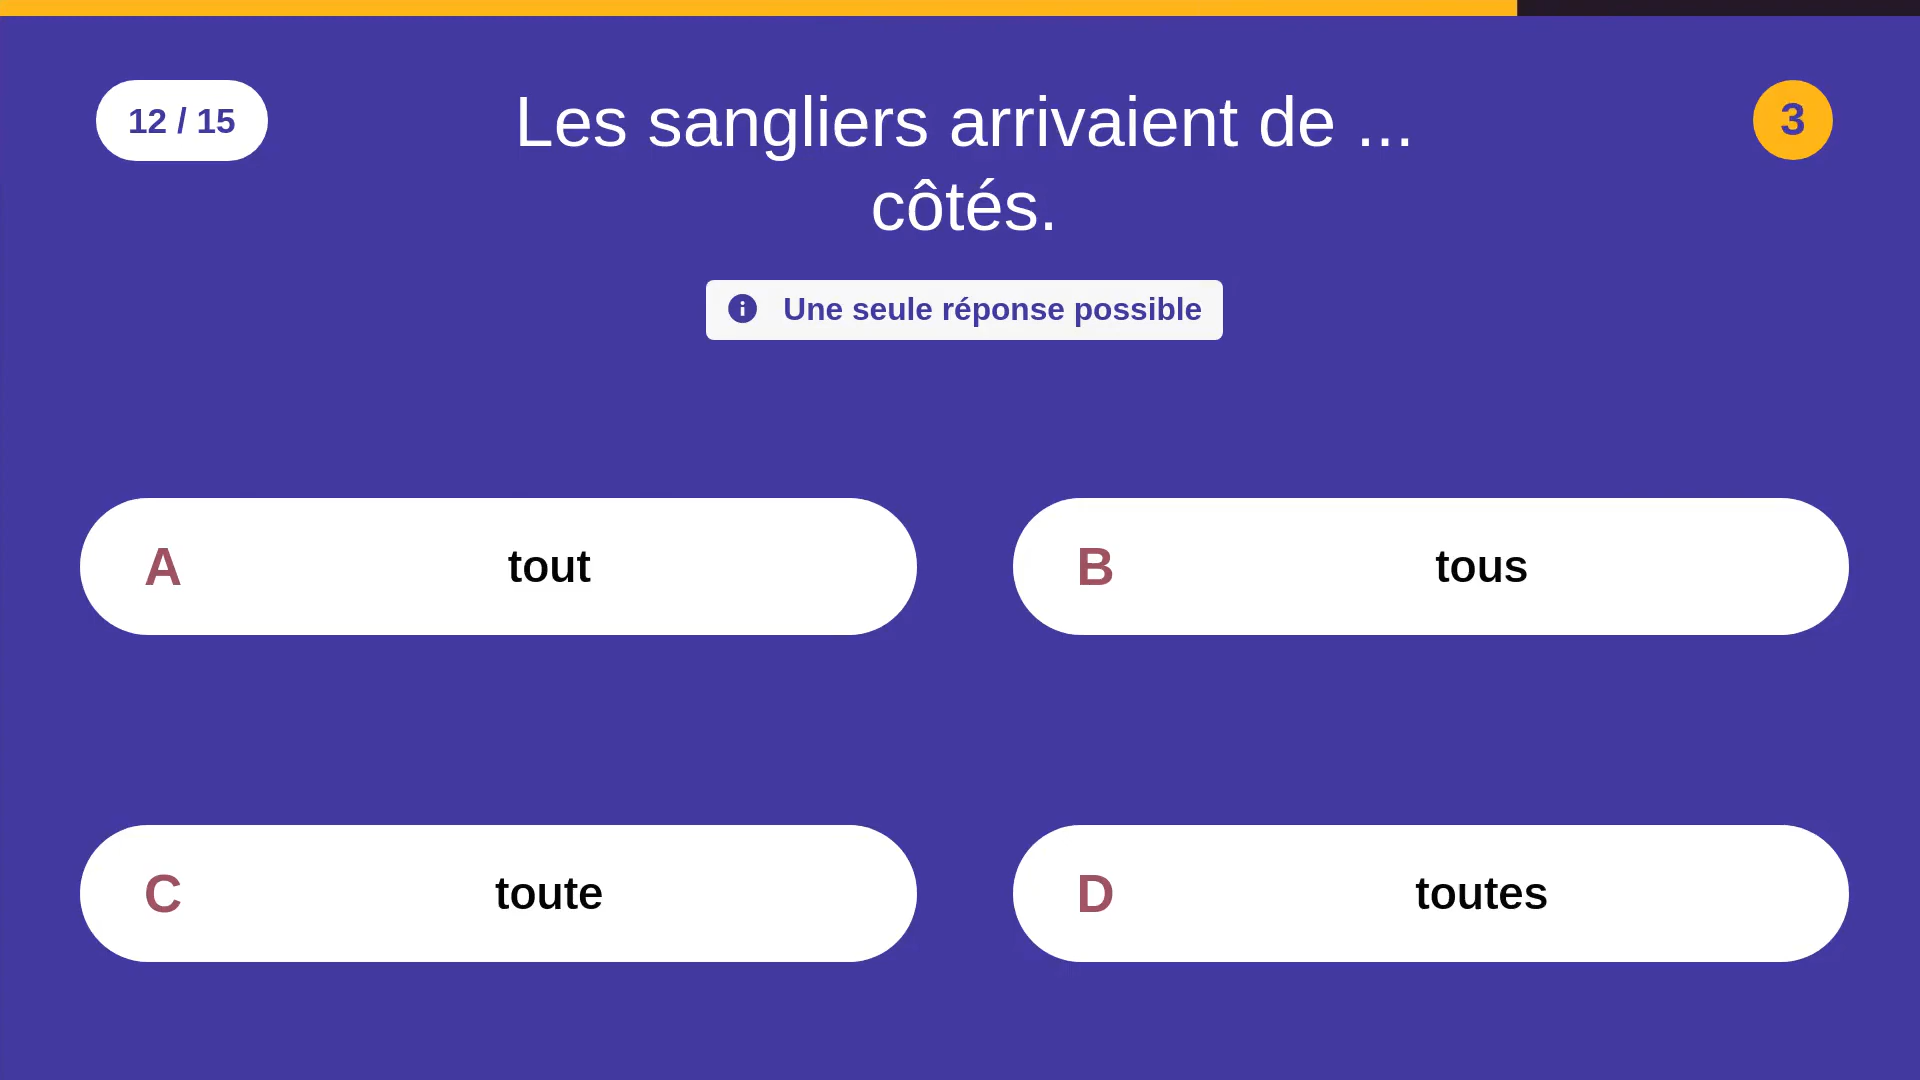 12 / 15
Les sangliers arrivaient de ...
côtés.
3
Une seule réponse possible
A tout
B tous
C toute
D toutes